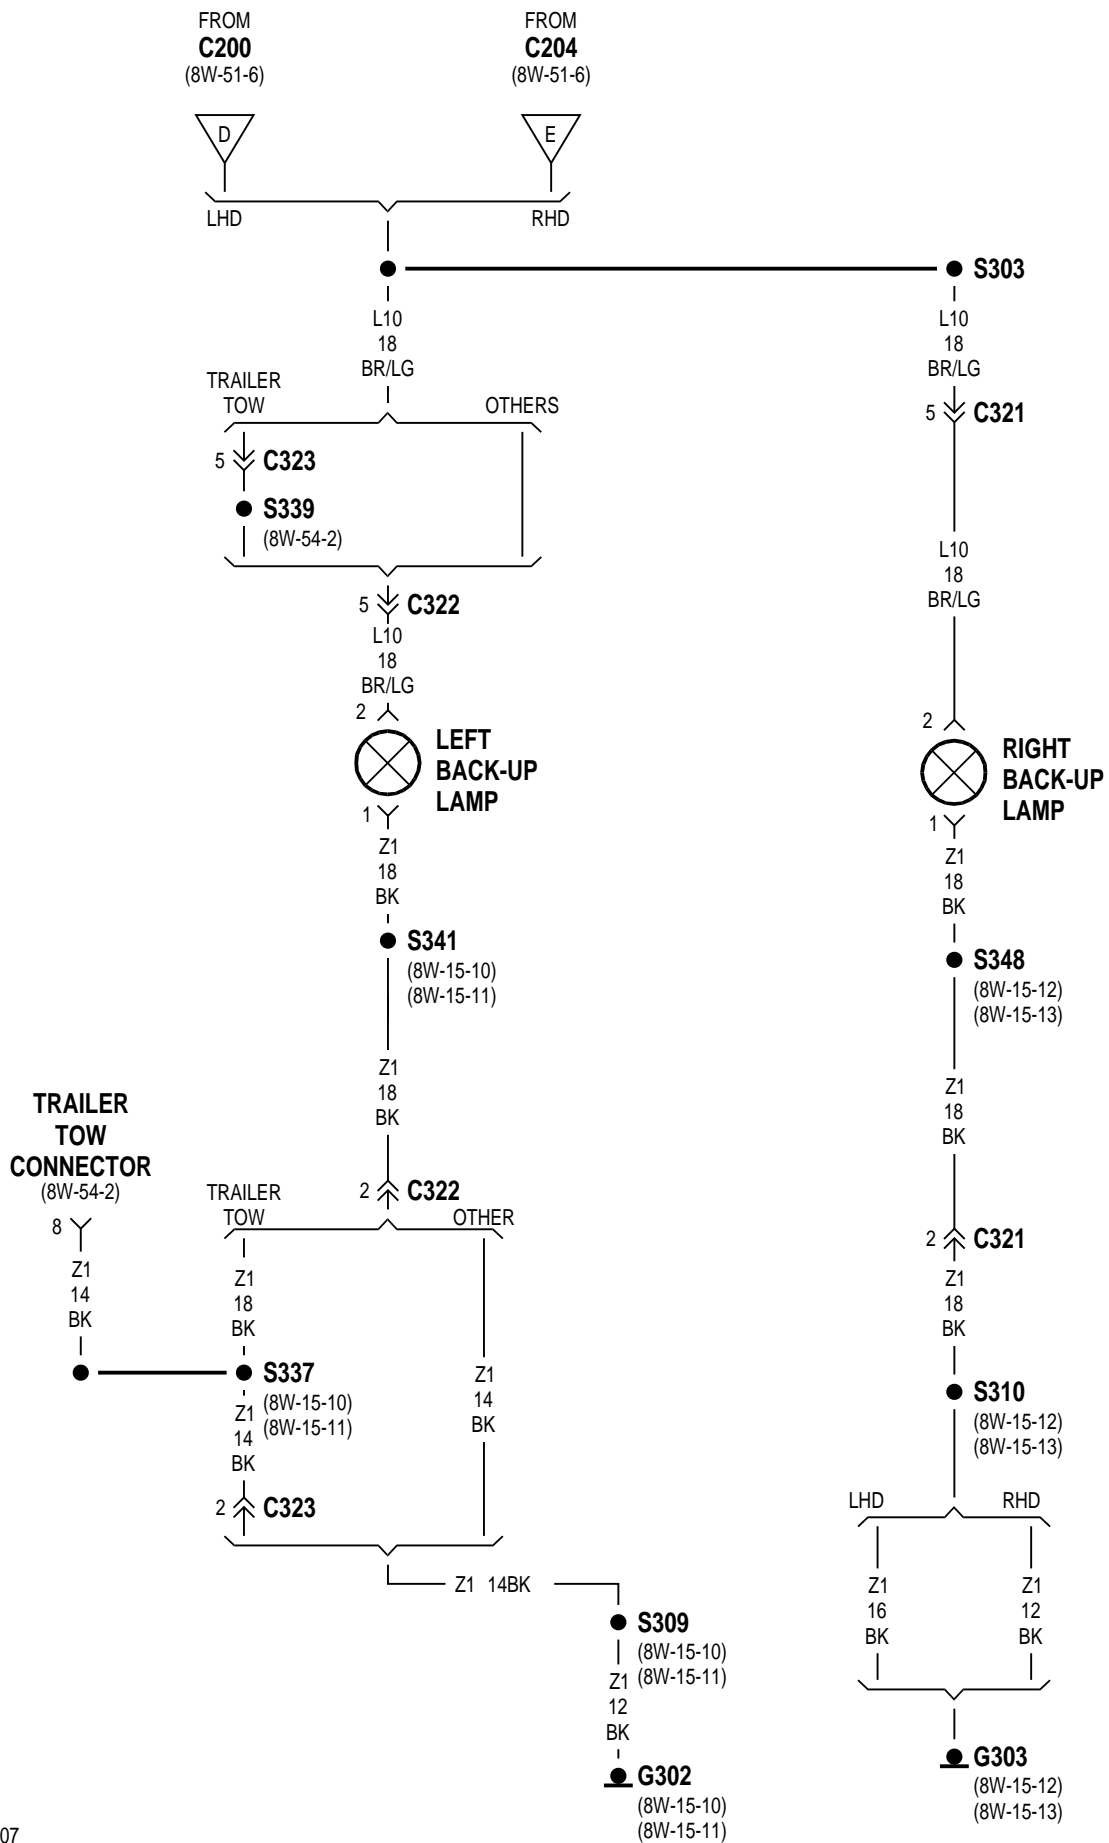 FROM
C200
(8W-51-6)
D
LHD
FROM
C204
(8W-51-6)
E
RHD
S303
L10
18
BR/LG
TRAILER
TOW
OTHERS
5
C323
S339
(8W-54-2)
5
C322
L10
18
BR/LG
2
LEFT
BACK-UP
LAMP
1
Z1
18
BK
S341
(8W-15-10)
(8W-15-11)
Z1
18
BK
2
C322
TRAILER
TOW
OTHER
TRAILER
TOW
CONNECTOR
(8W-54-2)
8
Z1
14
BK
Z1
18
BK
S337
(8W-15-10)
(8W-15-11)
Z1
14
BK
2
C323
Z1
14
BK
Z1 14BK
S309
(8W-15-10)
(8W-15-11)
Z1
12
BK
G302
(8W-15-10)
(8W-15-11)
L10
18
BR/LG
5
C321
L10
18
BR/LG
2
RIGHT
BACK-UP
LAMP
1
Z1
18
BK
S348
(8W-15-12)
(8W-15-13)
Z1
18
BK
2
C321
Z1
18
BK
S310
(8W-15-12)
(8W-15-13)
LHD
RHD
Z1
16
BK
Z1
12
BK
G303
(8W-15-12)
(8W-15-13)
07